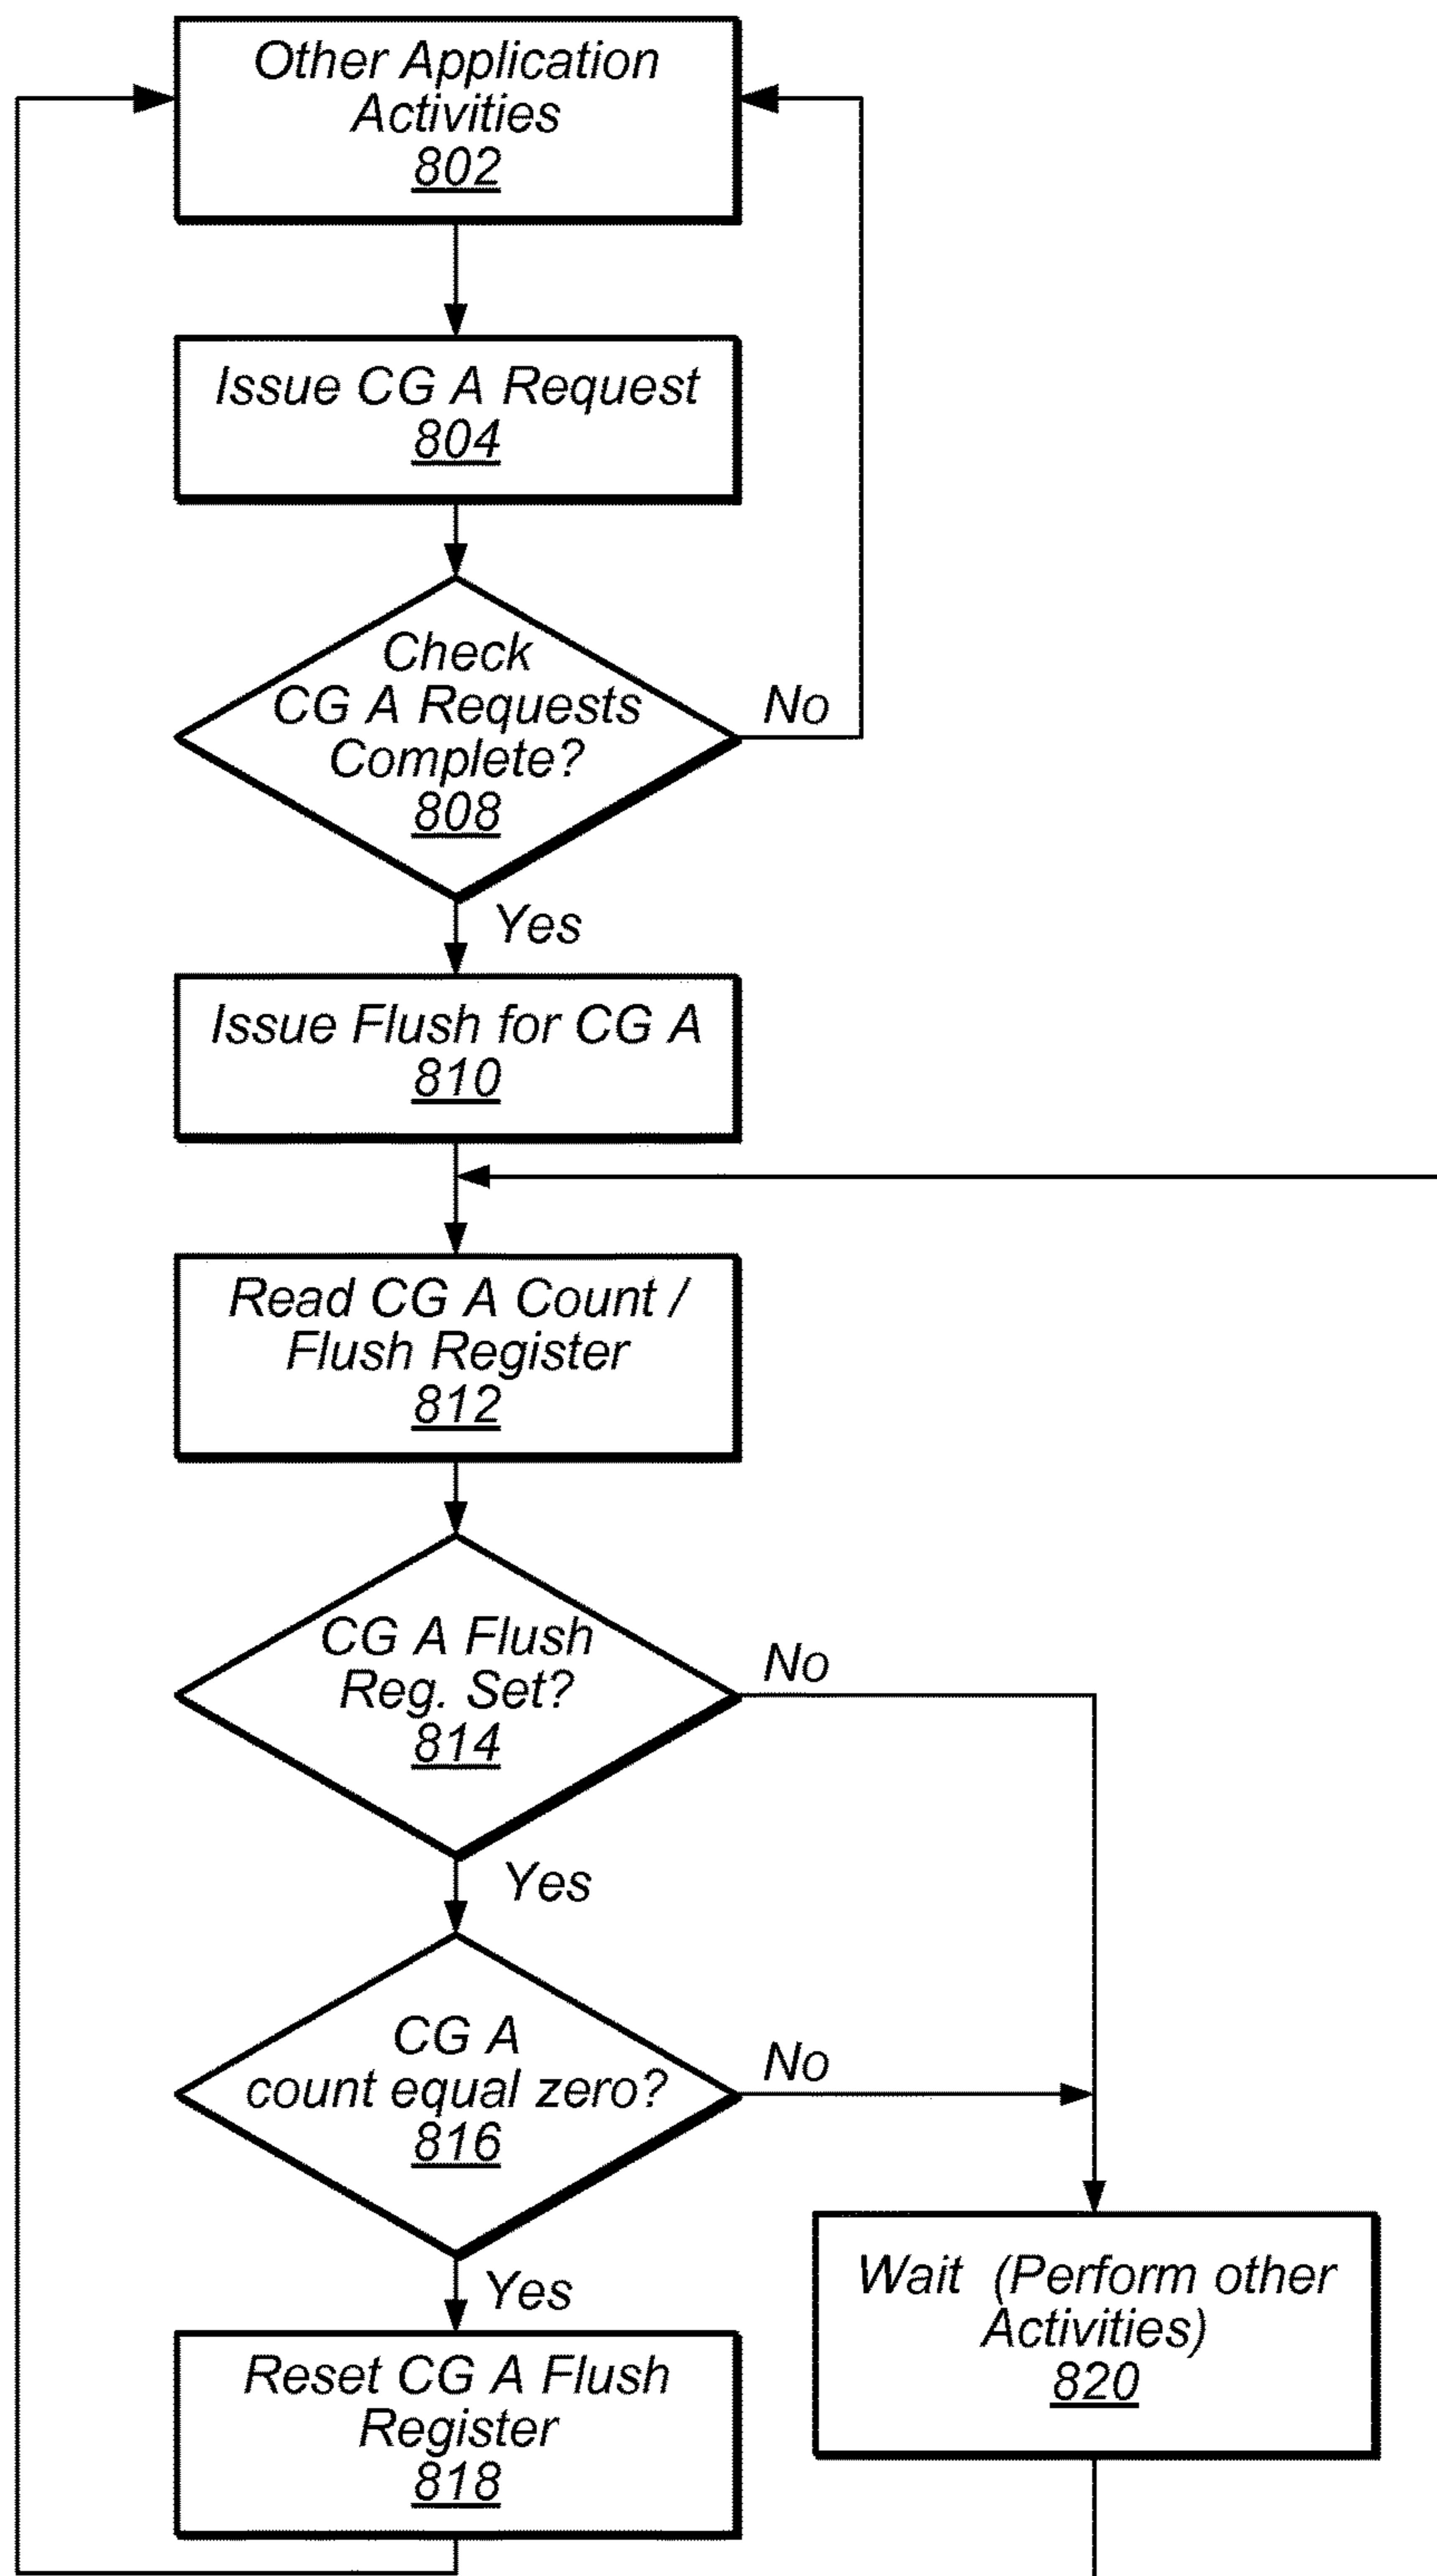 Other Application
Activities
802
Issue CG A Request
804
Check
CG A Requests
Complete?
808
No
Yes
Issue Flush for CG A
810
Read CG A Count /
Flush Register
812
CG A Flush
Reg. Set?
814
No
Yes
CG A
count equal zero?
816
No
Yes
Reset CG A Flush
Register
818
Wait (Perform other
Activities)
820